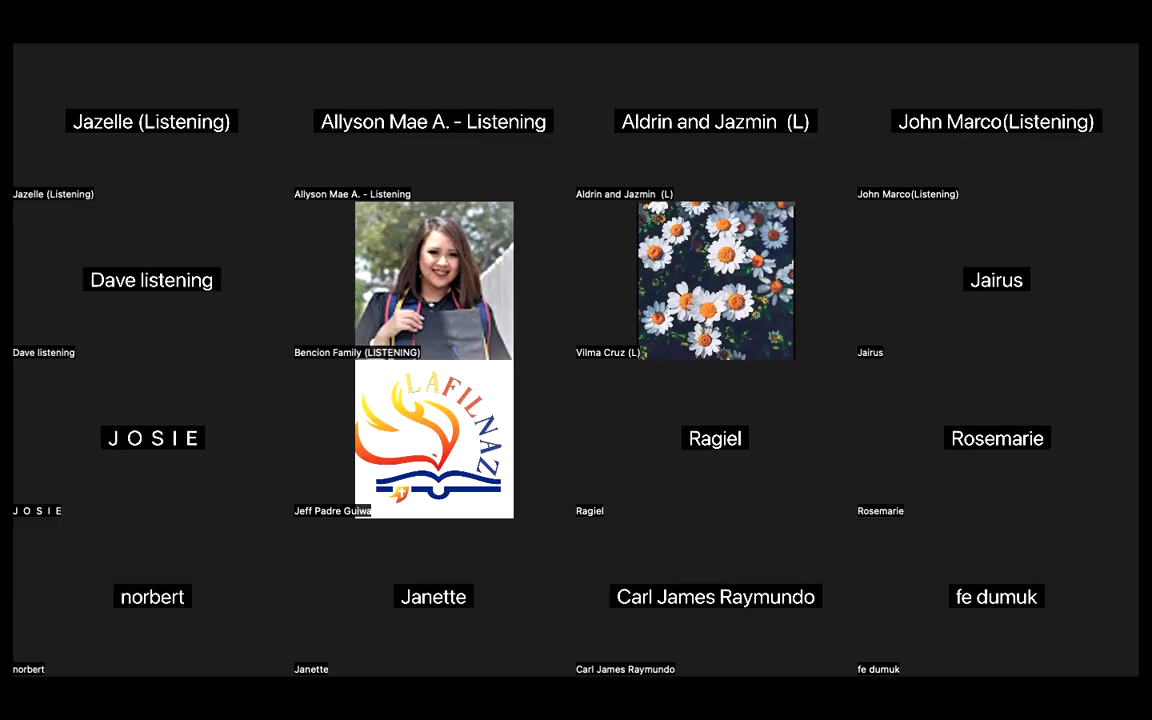 Jazelle (Listening)
Allyson Mae A. - Listening
Aldrin and Jazmin (L)
John Marco(Listening)
Jazelle (Listening)
Allyson Mae A. - Listening
Aldrin and Jazmin (L)
John Marco(Listening)
Dave listening
Jairus
Dave listening
Bencion Family (LISTENING)
Vilma Cruz (L)
Jairus
LAFILNAZ
J O S I E
Ragiel
Rosemarie
J O S I E
Jeff Padre Guiwa
Ragiel
Rosemarie
norbert
Janette
Carl James Raymundo
fe dumuk
norbert
Janette
Carl James Raymundo
fe dumuk